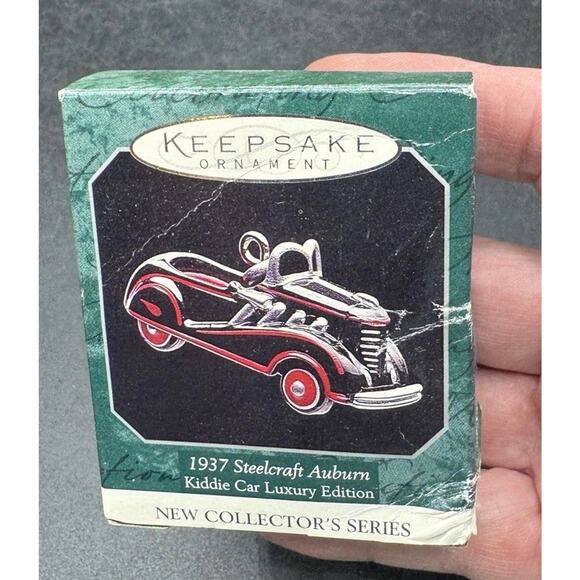 KEEPSAKE
ORNAMENT
1937 Steelcraft Auburn
Kiddie Car Luxury Edition
NEW COLLECTOR'S SERIES